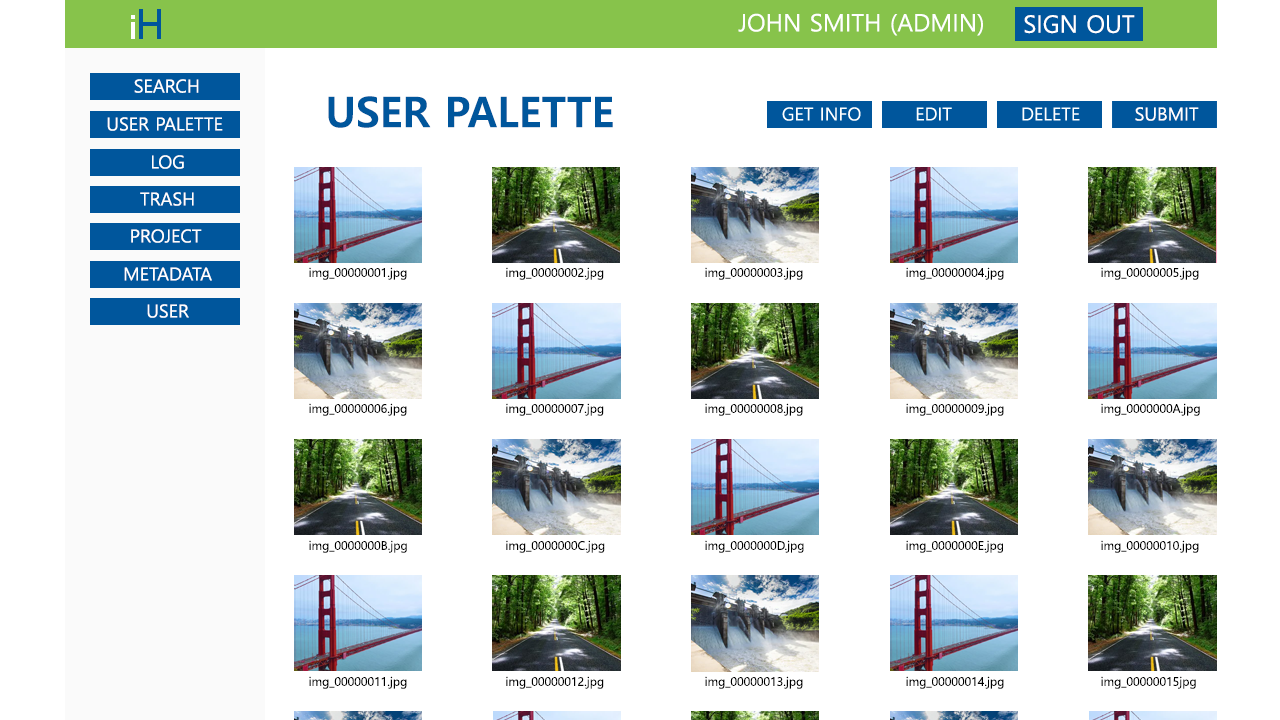 iH
JOHN SMITH (ADMIN)
SIGN OUT
SEARCH
USER PALETTE
LOG
TRASH
PROJECT
METADATA
USER
USER PALETTE
GET INFO
EDIT
DELETE
SUBMIT
img_00000001.jpg
img_00000002.jpg
img_00000003.jpg
img_00000004.jpg
img_00000005.jpg
img_00000006.jpg
img_00000007.jpg
img_00000008.jpg
img_00000009.jpg
img_0000000A.jpg
img_0000000B.jpg
img_0000000C.jpg
img_0000000D.jpg
img_0000000E.jpg
img_00000010.jpg
img_00000011.jpg
img_00000012.jpg
img_00000013.jpg
img_00000014.jpg
img_00000015jpg